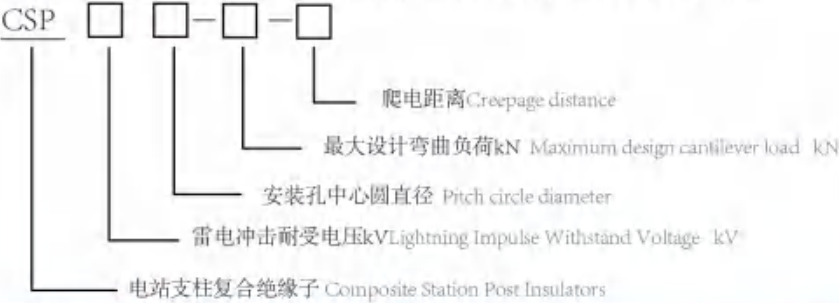 CSP □ □-□-□
爬电距离Creepage distance
最大设计弯曲负荷kN Maximum design cantilever load kN
安装孔中心圆直径 Pitch circle diameter
雷电冲击耐受电压kVLightning Impulse Withstand Voltage kV
电站支柱复合绝缘子 Composite Station Post Insulators